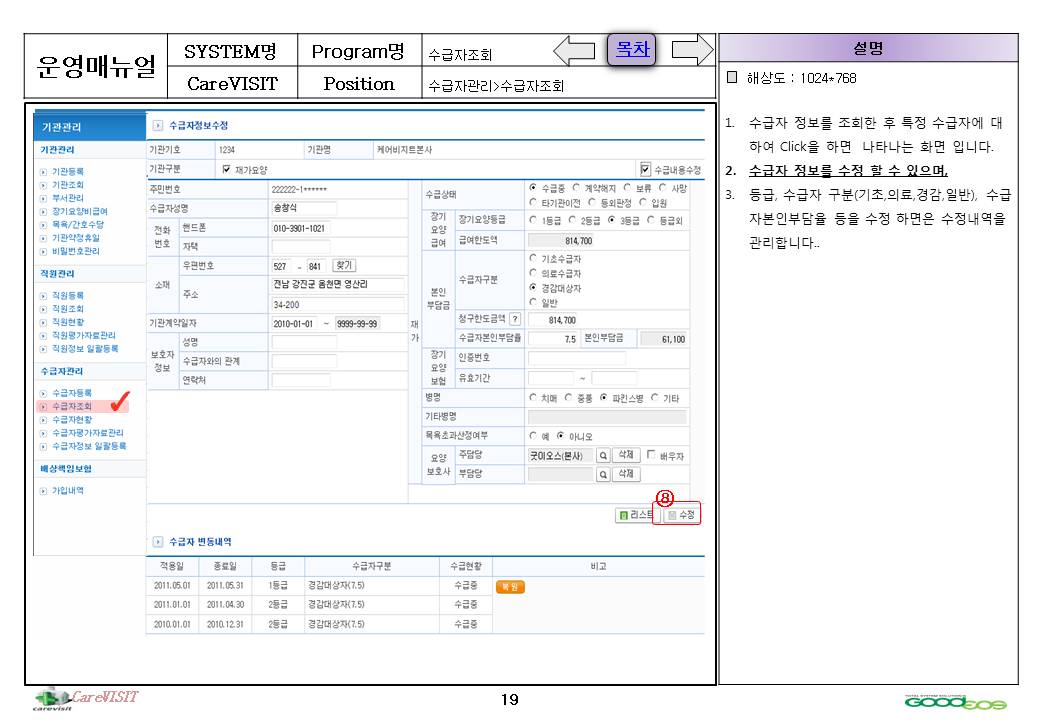 운영매뉴얼
SYSTEM명
Program명
수급자조회
목차
CareVISIT
Position
수급자관리>수급자조회
설명
해상도 : 1024*768
1. 수급자 정보를 조회한 후 특정 수급자에 대
하여 Click을 하면 나타나는 화면 입니다.
2. 수급자 정보를 수정 할 수 있으며,
3. 등급, 수급자 구분(기초,의료,경감,일반), 수급
자본인부담율 등을 수정 하면은 수정내역을
관리합니다..
기관관리
기관관리
기관등록
기관조회
부서관리
장기요양비급여
목욕/간호수당
기관약정휴일
비밀번호관리
직원관리
직원등록
직원조회
직원현황
직원평가자료관리
직원정보 일괄등록
수급자관리
수급자등록
수급자조회
수급자현황
수급자평가자료관리
수급자정보 일괄등록
배상책임보험
가입내역
수급자정보수정
기관기호 1234 기관명 케어비지트본사
기관구분 재가요양 수급내용수정
주민번호 222222-1******
수급자성명 송창식
전화
번호
핸드폰 010-3901-1021
자택
소재
우편번호 527 - 841 찾기
주소 전남 강진군 옴천면 영산리
34-200
기관계약일자 2010-01-01 ~ 9999-99-99
보호자
정보
성명
수급자와의 관계
연락처
재
가
수급상태 수급중 계약해지 보류 사망
타기관이전 등외판정 입원
장기
요양
급여
장기요양등급 1등급 2등급 3등급 등급외
급여한도액 814,700
본인
부담금
수급자구분 기초수급자
의료수급자
경감대상자
일반
청구한도금액 ? 814,700
수급자본인부담율 7.5 본인부담금 61,100
장기
요양
보험
인증번호
유효기간 ~
병명 치매 중풍 파킨스병 기타
기타병명
목욕초과산정여부 예 아니오
요양
보호사
주담당 굿이오스(본사) 삭제 배우자
부담당 삭제
⑧
리스트 수정
수급자 변동내역
적용일 종료일 등급 수급자구분 수급현황 비고
2011.05.01 2011.05.31 1등급 경감대상자(7.5) 수급중 복원
2011.01.01 2011.04.30 2등급 경감대상자(7.5) 수급중
2010.01.01 2010.12.31 2등급 경감대상자(7.5) 수급중
carevisit
CareVISIT
19
TOTAL SYSTEM SOLUTIONS
GOODEOS